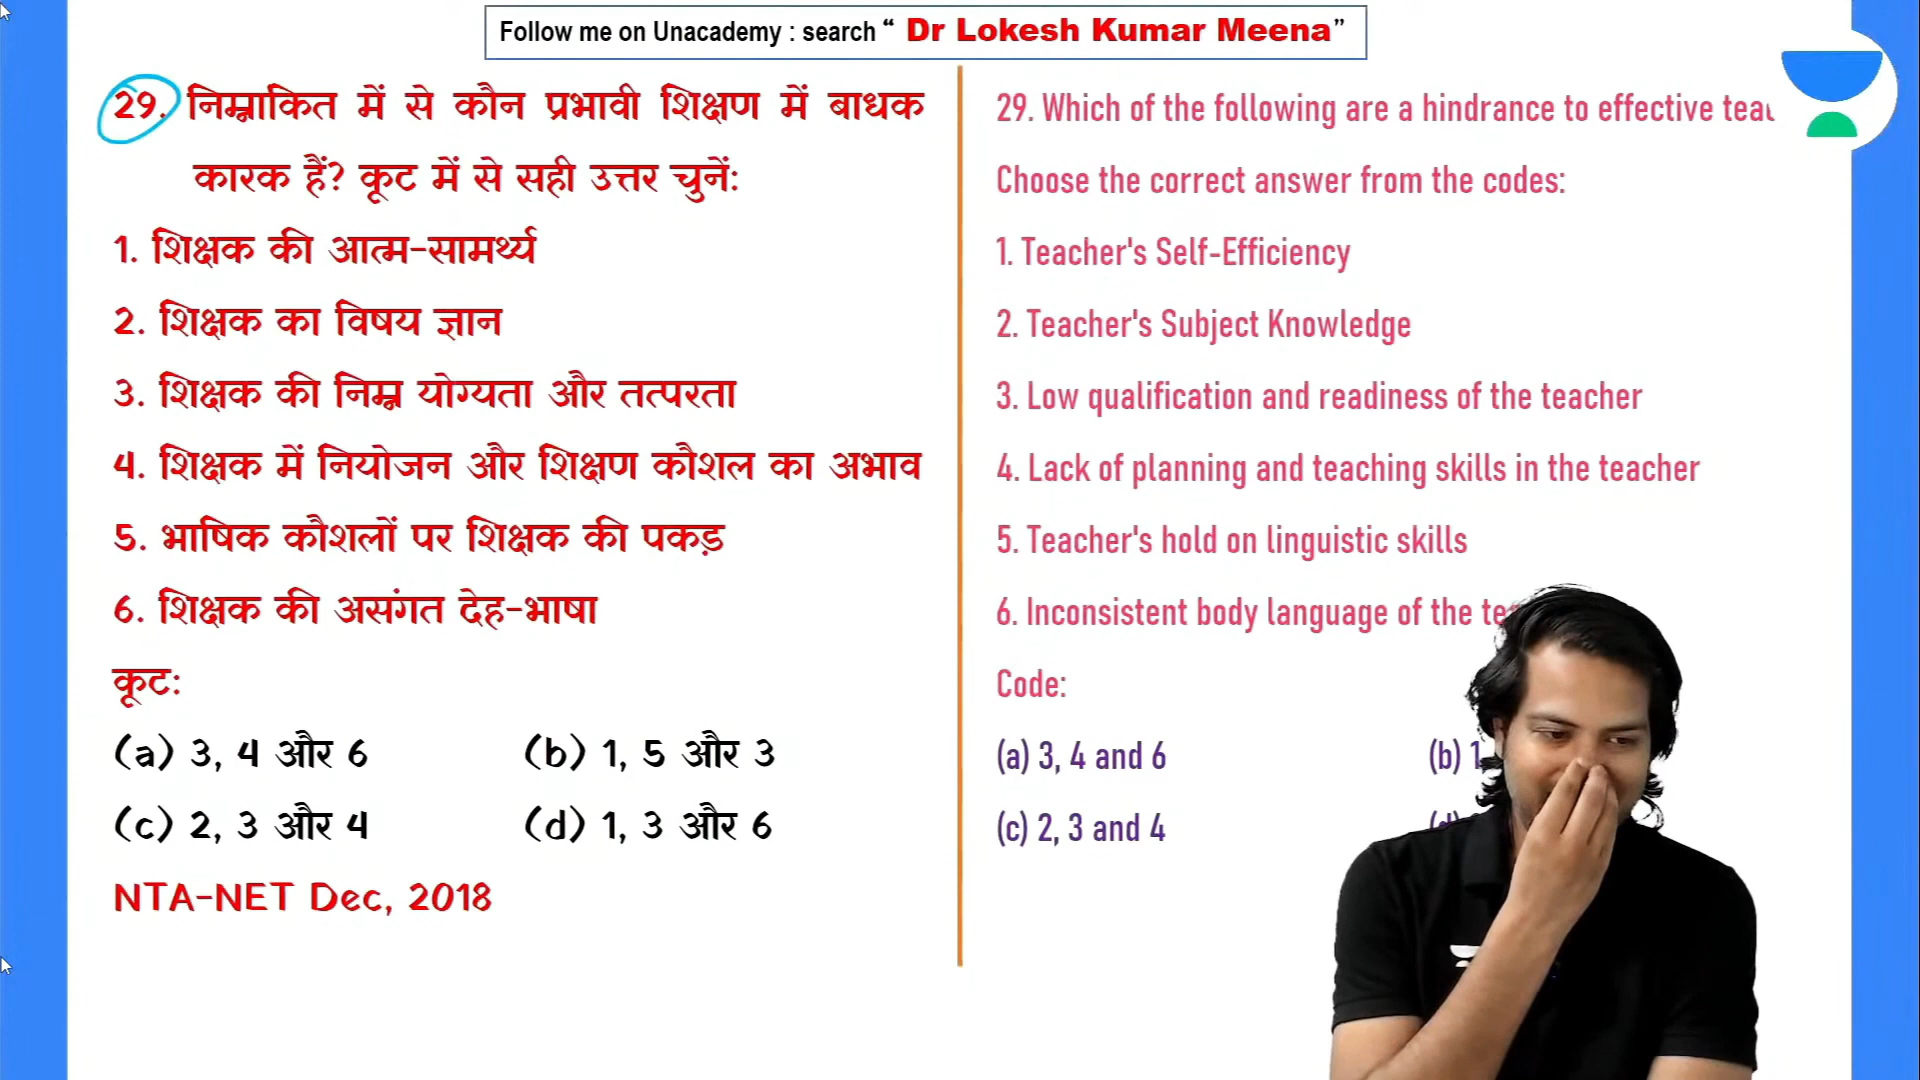 Follow me on Unacademy : search “ Dr Lokesh Kumar Meena”
29. निम्नाकित में से कौन प्रभावी शिक्षण में बाधक
कारक हैं? कूट में से सही उत्तर चुनें:
1. शिक्षक की आत्म-सामर्थ्य
2. शिक्षक का विषय ज्ञान
3. शिक्षक की निम्न योग्यता और तत्परता
4. शिक्षक में नियोजन और शिक्षण कौशल का अभाव
5. भाषिक कौशलों पर शिक्षक की पकड़
6. शिक्षक की असंगत देह-भाषा
कूट:
(a) 3, 4 और 6 (b) 1, 5 और 3
(c) 2, 3 और 4 (d) 1, 3 और 6
NTA-NET Dec, 2018
29. Which of the following are a hindrance to effective
Choose the correct answer from the codes:
1. Teacher's Self-Efficiency
2. Teacher's Subject Knowledge
3. Low qualification and readiness of the teacher
4. Lack of planning and teaching skills in the teacher
5. Teacher's hold on linguistic skills
6. Inconsistent body language of the
Code:
(a) 3, 4 and 6 (b) 1
(c) 2, 3 and 4